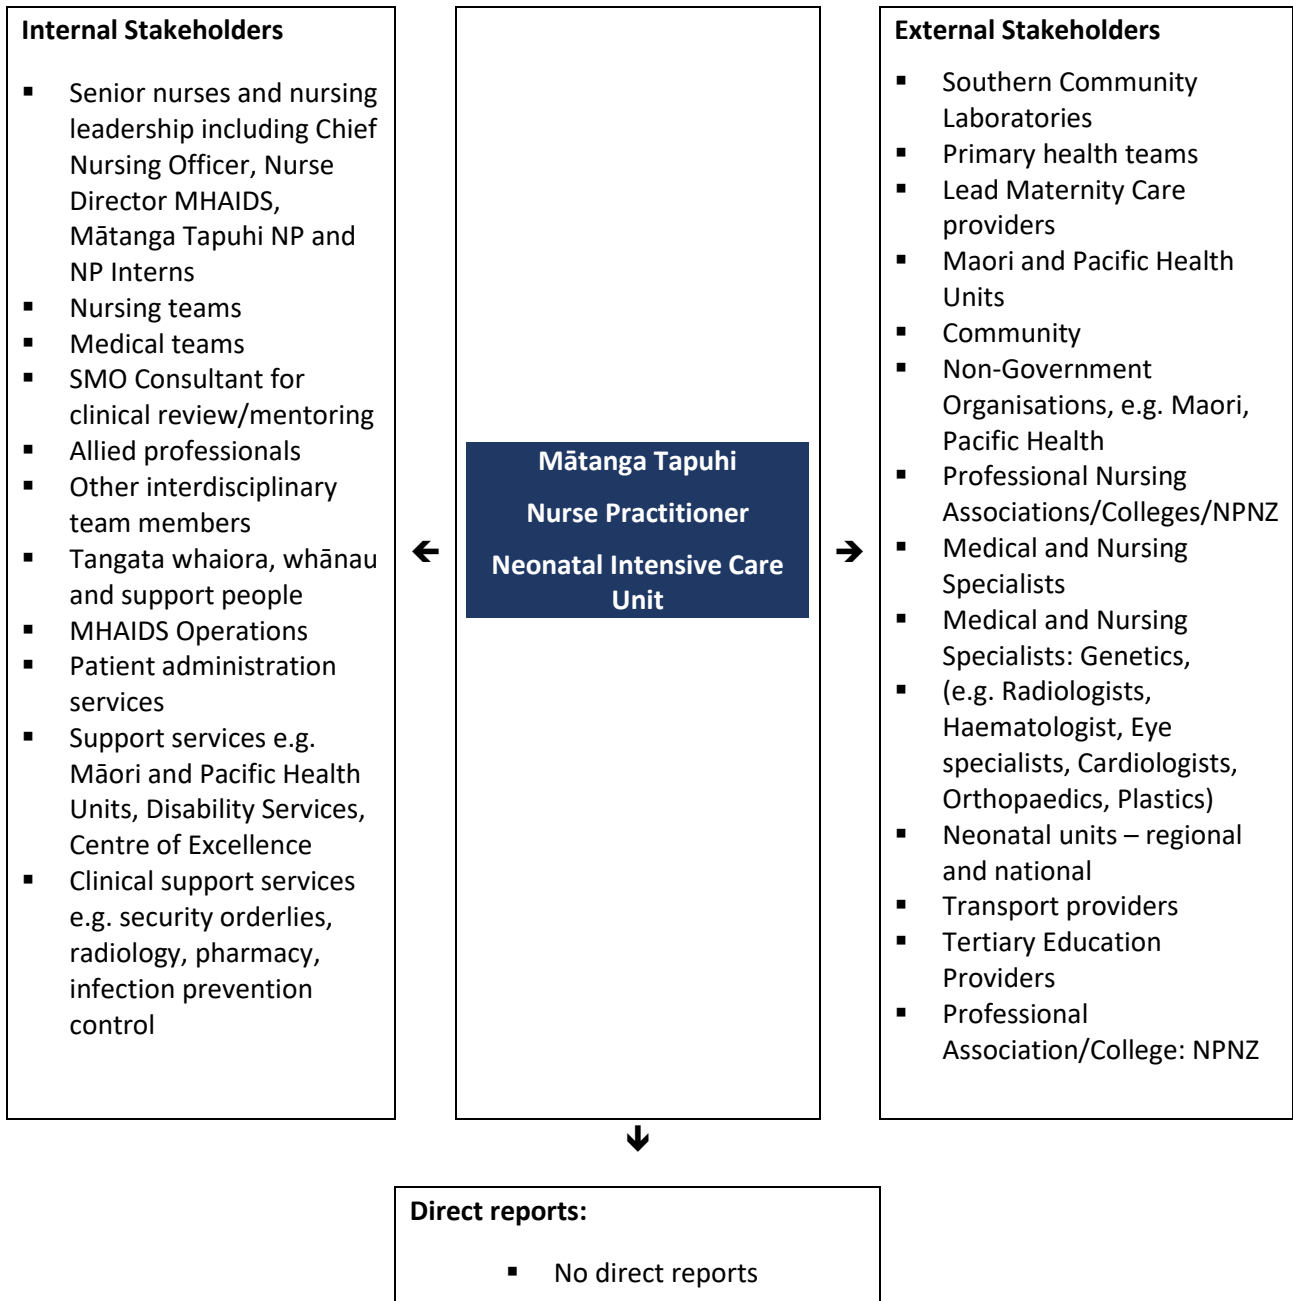 Internal Stakeholders
▪ Senior nurses and nursing
leadership including Chief
Nursing Officer, Nurse
Director MHAIDS,
Mātanga Tapuhi NP and
NP Interns
▪ Nursing teams
▪ Medical teams
▪ SMO Consultant for
clinical review/mentoring
▪ Allied professionals
▪ Other interdisciplinary
team members
▪ Tangata whaiora, whānau
and support people
▪ MHAIDS Operations
▪ Patient administration
services
▪ Support services e.g.
Māori and Pacific Health
Units, Disability Services,
Centre of Excellence
▪ Clinical support services
e.g. security orderlies,
radiology, pharmacy,
infection prevention
control
Mātanga Tapuhi
Nurse Practitioner
Neonatal Intensive Care
Unit
External Stakeholders
▪ Southern Community
Laboratories
▪ Primary health teams
▪ Lead Maternity Care
providers
▪ Maori and Pacific Health
Units
▪ Community
▪ Non-Government
Organisations, e.g. Maori,
Pacific Health
▪ Professional Nursing
Associations/Colleges/NPNZ
▪ Medical and Nursing
Specialists
▪ Medical and Nursing
Specialists: Genetics,
▪ (e.g. Radiologists,
Haematologist, Eye
specialists, Cardiologists,
Orthopaedics, Plastics)
▪ Neonatal units – regional
and national
▪ Transport providers
▪ Tertiary Education
Providers
▪ Professional
Association/College: NPNZ
Direct reports:
▪ No direct reports